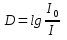 D = lg I₀/I